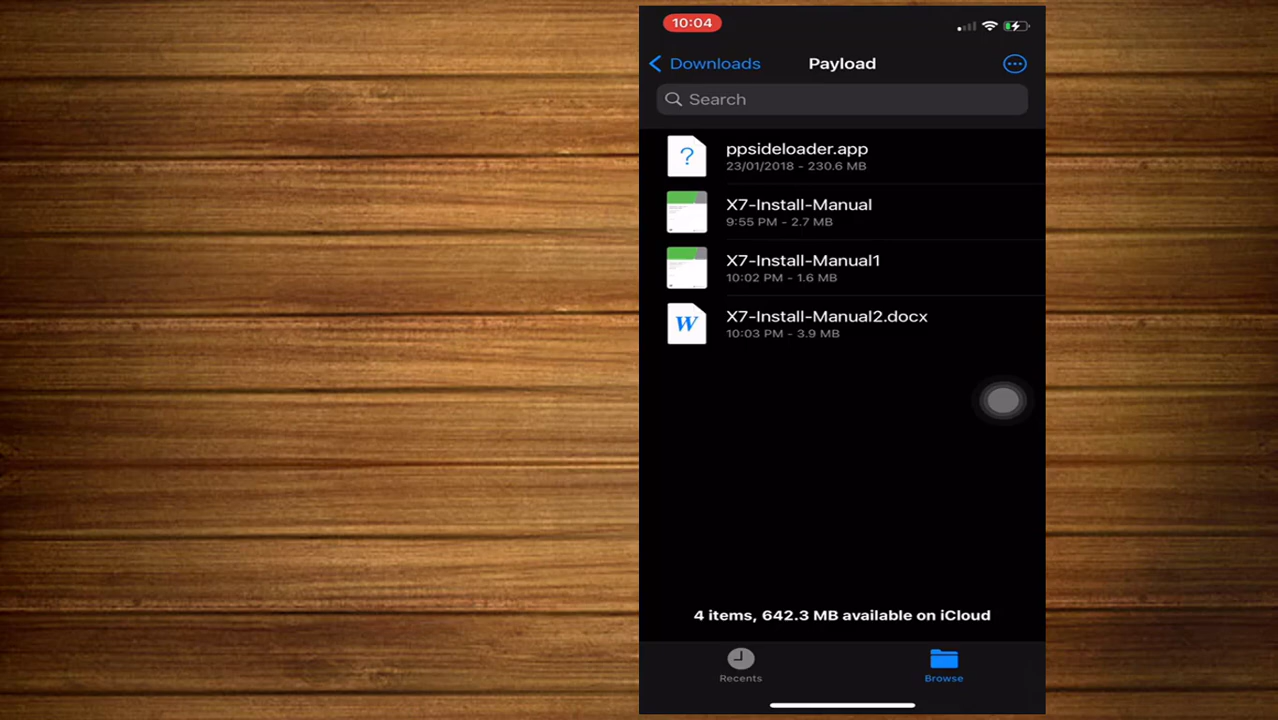 10:04
Downloads
Payload
Search
?
ppsideloader.app
23/01/2018 - 230.6 MB
X7-Install-Manual
9:55 PM - 2.7 MB
X7-Install-Manual1
10:02 PM - 1.6 MB
W
X7-Install-Manual2.docx
10:03 PM - 3.9 MB
4 items, 642.3 MB available on iCloud
Recents
Browse